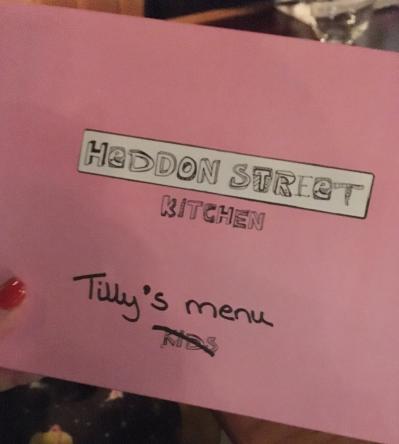 HEDDON STREET
KITCHEN
Tilly's menu
KIDS